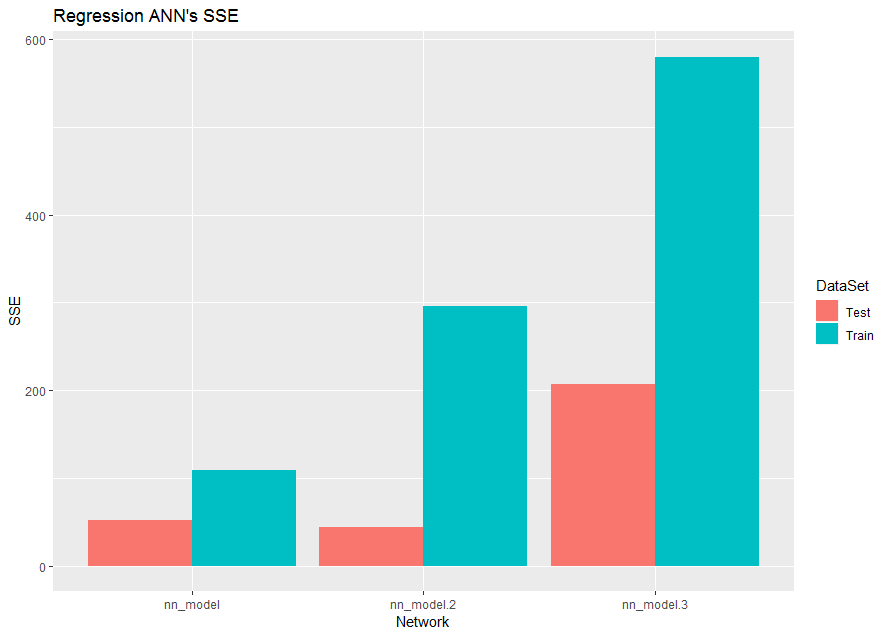 Regression ANN's SSE
600
400
200
0
SSE
nn_model
nn_model.2
nn_model.3
Network
DataSet
Test
Train